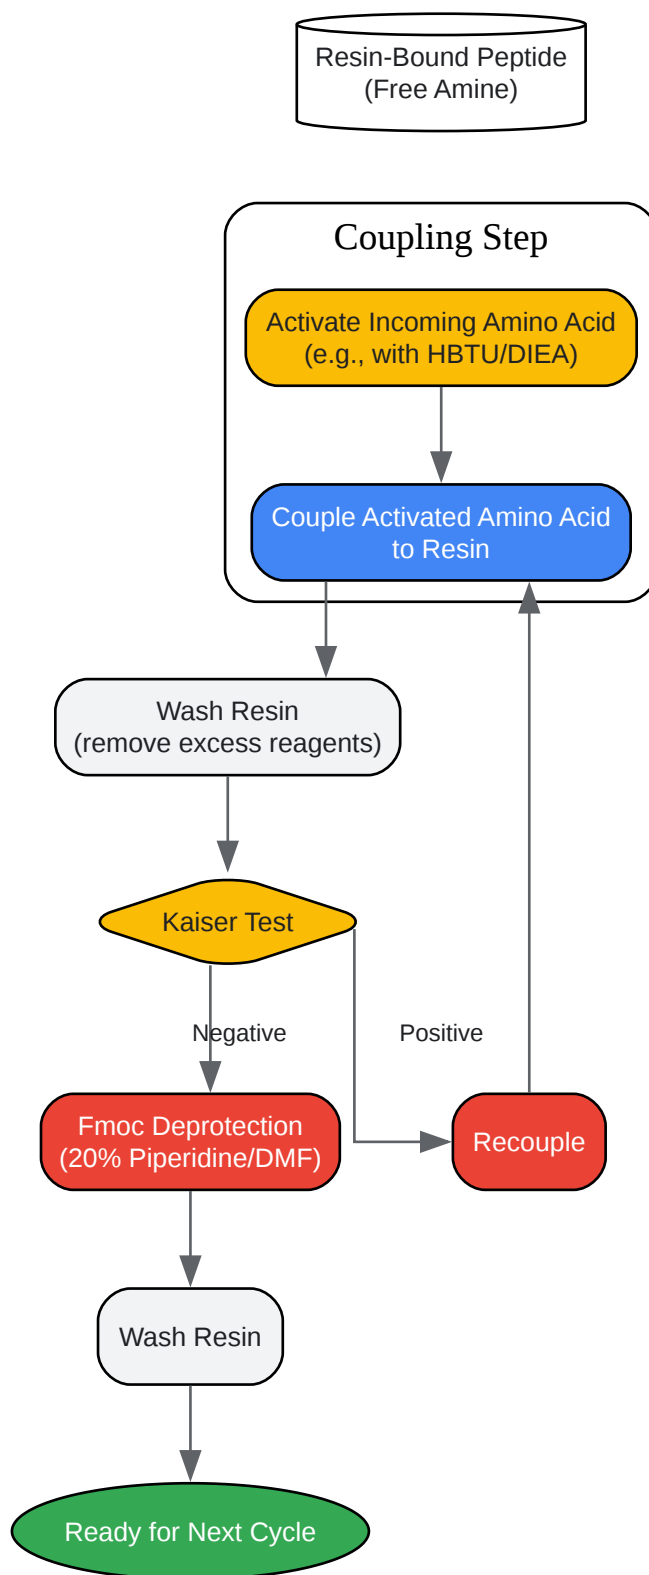 Resin-Bound Peptide
(Free Amine)
Coupling Step
Activate Incoming Amino Acid
(e.g., with HBTU/DIEA)
Couple Activated Amino Acid
to Resin
Wash Resin
(remove excess reagents)
Kaiser Test
Negative
Positive
Fmoc Deprotection
(20% Piperidine/DMF)
Recouple
Wash Resin
Ready for Next Cycle